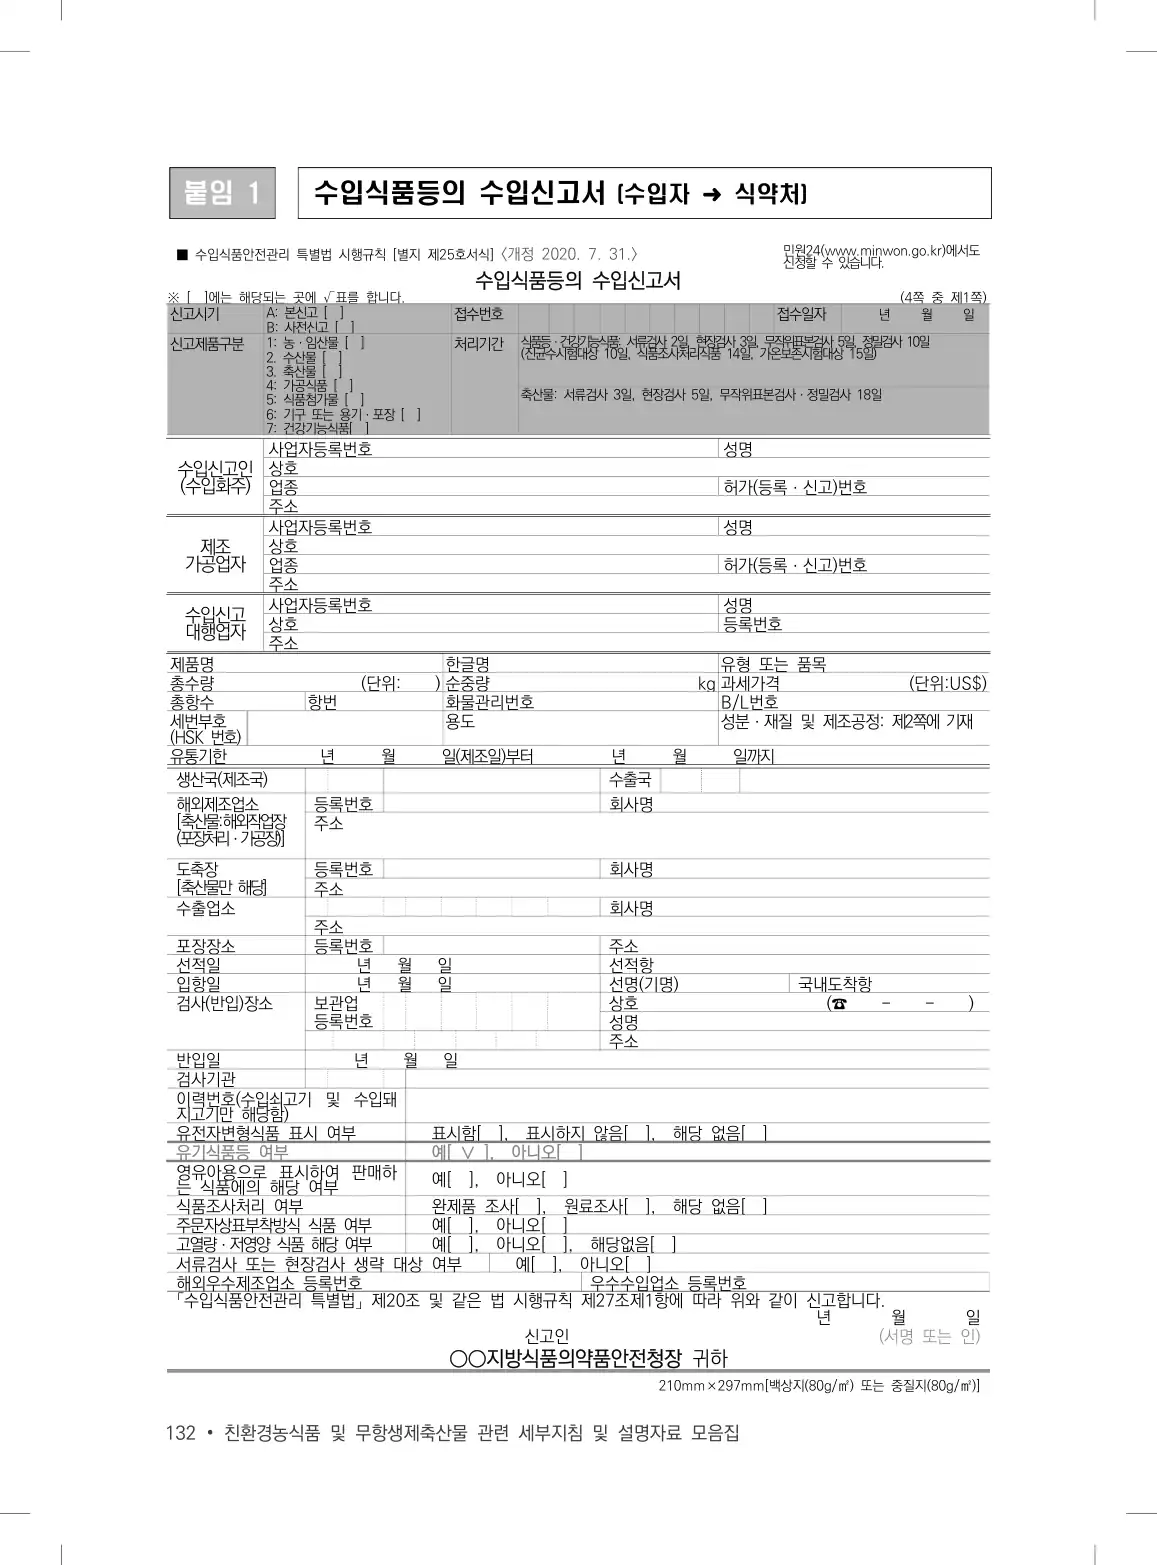 붙임 1
수입식품등의 수입신고서 (수입자 ➜ 식약처)
■ 수입식품안전관리 특별법 시행규칙 [별지 제25호서식] 〈개정 2020. 7. 31.〉
민원24(www.minwon.go.kr)에서도
신청할 수 있습니다.
수입식품등의 수입신고서
※ [ ]에는 해당되는 곳에 √표를 합니다. (4쪽 중 제1쪽)
신고시기 A: 본신고 [ ] 접수번호 접수일자 년 월 일
B: 사전신고 [ ]
신고제품구분 1: 농·임산물 [ ] 처리기간 식품등·건강기능식품: 서류검사 2일, 현장검사 3일, 무작위표본검사 5일, 정밀검사 10일
2. 수산물 [ ] (진균수시험대상 10일, 식품조사처리식품 14일, 가온보존시험대상 15일)
3. 축산물 [ ]
4: 가공식품 [ ]
5: 식품첨가물 [ ] 축산물: 서류검사 3일, 현장검사 5일, 무작위표본검사·정밀검사 18일
6: 기구 또는 용기·포장 [ ]
7: 건강기능식품[ ]
수입신고인
(수입화주)
사업자등록번호 성명
상호
업종 허가(등록·신고)번호
주소
제조
가공업자
사업자등록번호 성명
상호
업종 허가(등록·신고)번호
주소
수입신고
대행업자
사업자등록번호 성명
상호 등록번호
주소
제품명 한글명 유형 또는 품목
총수량 (단위: ) 순중량 kg 과세가격 (단위:US$)
총항수 항번 화물관리번호 B/L번호
세번부호 용도 성분·재질 및 제조공정: 제2쪽에 기재
(HSK 번호)
유통기한 년 월 일(제조일)부터 년 월 일까지
생산국(제조국) 수출국
해외제조업소 등록번호 회사명
[축산물:해외작업장 주소
(포장처리·가공장)]
도축장 등록번호 회사명
[축산물만 해당] 주소
수출업소 회사명
주소
포장장소 등록번호 주소
선적일 년 월 일 선적항
입항일 년 월 일 선명(기명) 국내도착항
검사(반입)장소 보관업 상호 (☎ - - )
등록번호 성명
주소
반입일 년 월 일
검사기관
이력번호(수입쇠고기 및 수입돼
지고기만 해당함)
유전자변형식품 표시 여부 표시함[ ], 표시하지 않음[ ], 해당 없음[ ]
유기식품등 여부 예[ ∨ ], 아니오[ ]
영유아용으로 표시하여 판매하
는 식품에의 해당 여부 예[ ], 아니오[ ]
식품조사처리 여부 완제품 조사[ ], 원료조사[ ], 해당 없음[ ]
주문자상표부착방식 식품 여부 예[ ], 아니오[ ]
고열량·저영양 식품 해당 여부 예[ ], 아니오[ ], 해당없음[ ]
서류검사 또는 현장검사 생략 대상 여부 예[ ], 아니오[ ]
해외우수제조업소 등록번호 우수수입업소 등록번호
「수입식품안전관리 특별법」 제20조 및 같은 법 시행규칙 제27조제1항에 따라 위와 같이 신고합니다.
년 월 일
신고인 (서명 또는 인)
○○지방식품의약품안전청장 귀하
210mm×297mm[백상지(80g/㎡) 또는 중질지(80g/㎡)]
132 • 친환경농식품 및 무항생제축산물 관련 세부지침 및 설명자료 모음집